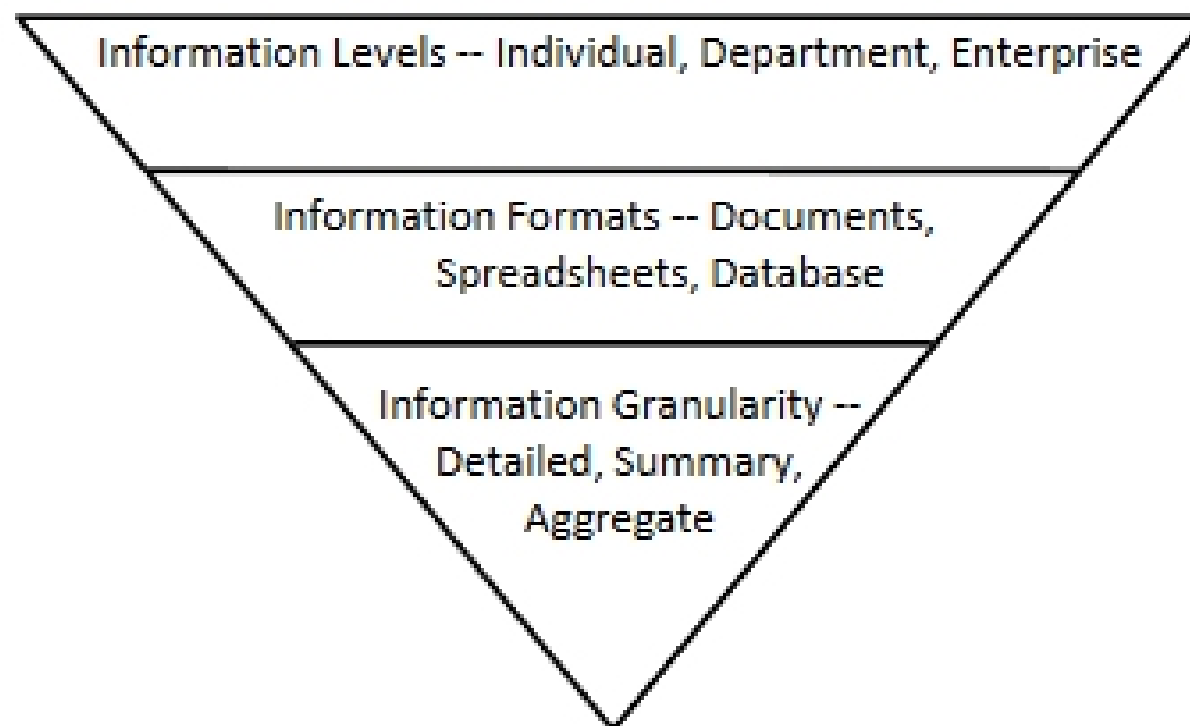 Information Levels -- Individual, Department, Enterprise
Information Formats -- Documents,
Spreadsheets, Database
Information Granularity --
Detailed, Summary,
Aggregate